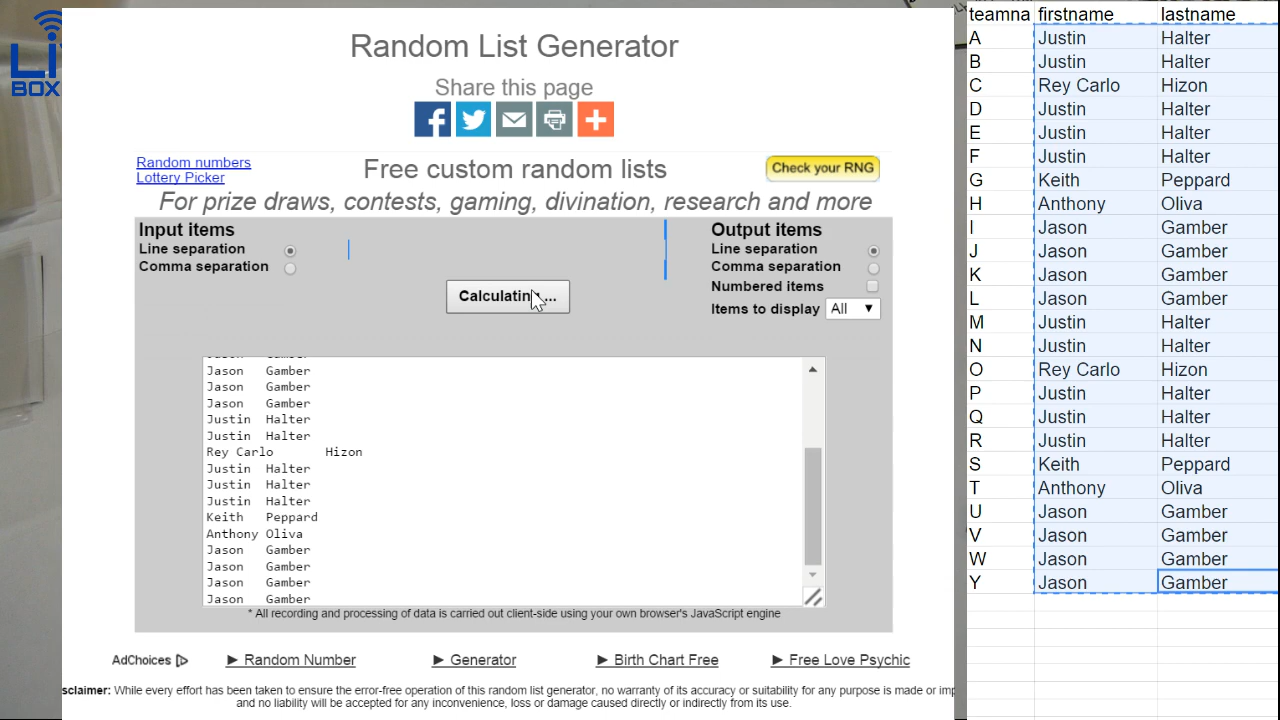 Li
BOX
Random List Generator
Share this page
Random numbers
Lottery Picker
Free custom random lists
Check your RNG
For prize draws, contests, gaming, divination, research and more
Input items
Line separation
Comma separation
Calculating ...
Output items
Line separation
Comma separation
Numbered items
Items to display All
Jason Gamber
Jason Gamber
Jason Gamber
Justin Halter
Justin Halter
Rey Carlo Hizon
Justin Halter
Justin Halter
Justin Halter
Keith Peppard
Anthony Oliva
Jason Gamber
Jason Gamber
Jason Gamber
Jason Gamber
* All recording and processing of data is carried out client-side using your own browser's JavaScript engine
AdChoices
► Random Number
► Generator
► Birth Chart Free
► Free Love Psychic
sclaimer: While every effort has been taken to ensure the error-free operation of this random list generator, no warranty of its accuracy or suitability for any purpose is made or imp
and no liability will be accepted for any inconvenience, loss or damage caused directly or indirectly from its use.
teamna firstname lastname
A Justin Halter
B Justin Halter
C Rey Carlo Hizon
D Justin Halter
E Justin Halter
F Justin Halter
G Keith Peppard
H Anthony Oliva
I Jason Gamber
J Jason Gamber
K Jason Gamber
L Jason Gamber
M Justin Halter
N Justin Halter
O Rey Carlo Hizon
P Justin Halter
Q Justin Halter
R Justin Halter
S Keith Peppard
T Anthony Oliva
U Jason Gamber
V Jason Gamber
W Jason Gamber
Y Jason Gamber